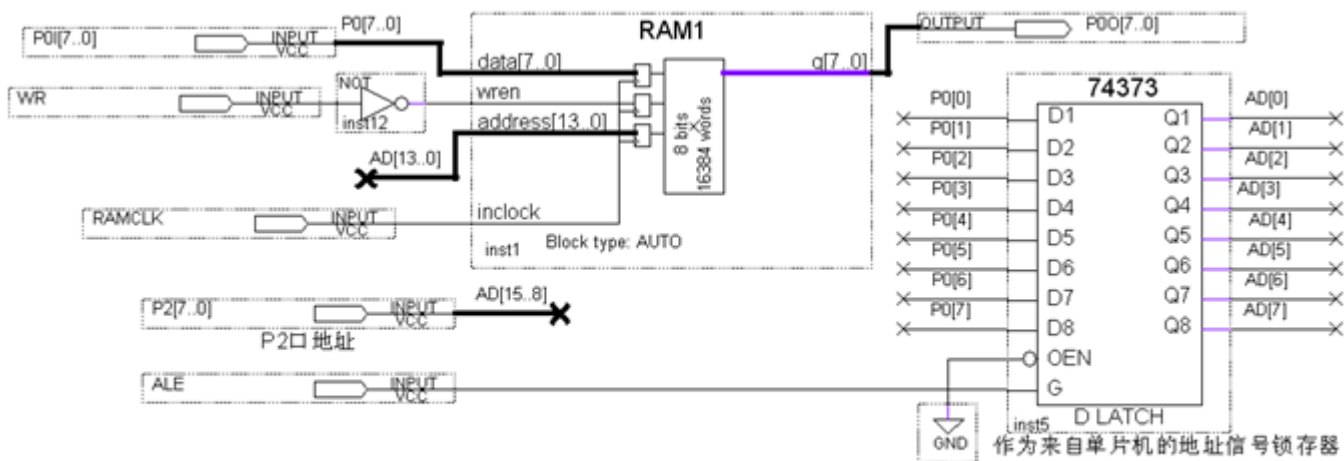 P0I[7..0]
INPUT
VCC
P0[7..0]
RAM1
OUTPUT
P0O[7..0]
data[7..0]
q[7..0]
WR
INPUT
VCC
NOT
inst12
wren
address[13..0]
8 bits
×
16384 words
AD[13..0]
RAMCLK
INPUT
VCC
inclock
inst1
Block type: AUTO
P2[7..0]
INPUT
VCC
AD[15..8]
P2口地址
ALE
INPUT
VCC
74373
P0[0]
D1
Q1
AD[0]
P0[1]
D2
Q2
AD[1]
P0[2]
D3
Q3
AD[2]
P0[3]
D4
Q4
AD[3]
P0[4]
D5
Q5
AD[4]
P0[5]
D6
Q6
AD[5]
P0[6]
D7
Q7
AD[6]
P0[7]
D8
Q8
AD[7]
OEN
G
GND
inst5
D LATCH
作为来自单片机的地址信号锁存器